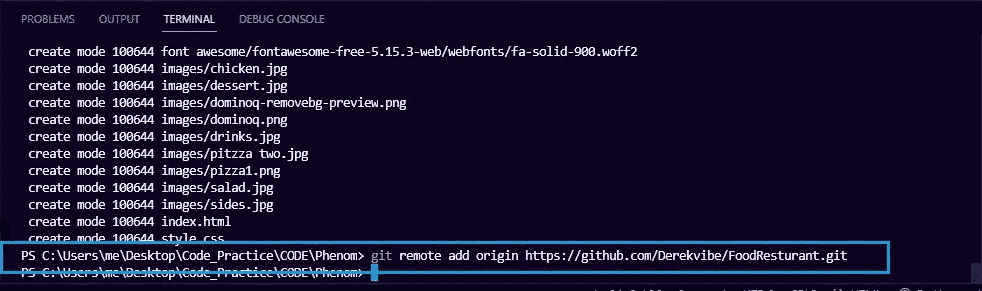 PROBLEMS OUTPUT TERMINAL DEBUG CONSOLE
create mode 100644 font awesome/fontawesome-free-5.15.3-web/webfonts/fa-solid-900.woff2
create mode 100644 images/chicken.jpg
create mode 100644 images/dessert.jpg
create mode 100644 images/dominoq-removebg-preview.png
create mode 100644 images/dominoq.png
create mode 100644 images/drinks.jpg
create mode 100644 images/pitzza two.jpg
create mode 100644 images/pizza1.png
create mode 100644 images/salad.jpg
create mode 100644 images/sides.jpg
create mode 100644 index.html
create mode 100644 style.css
PS C:\Users\me\Desktop\Code_Practice\CODE\Phenom> git remote add origin https://github.com/Derekvibe/FoodResturant.git
PS C:\Users\me\Desktop\Code_Practice\CODE\Phenom>